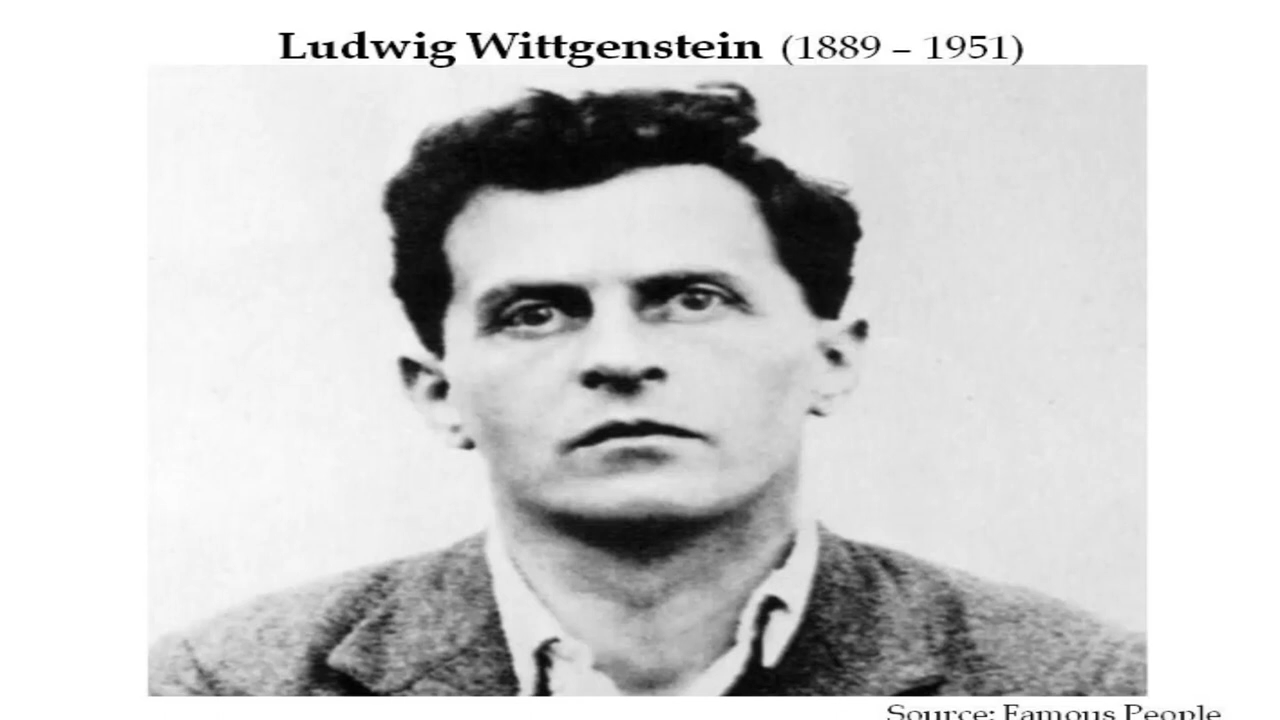 Ludwig Wittgenstein (1889 – 1951)
Source: Famous People